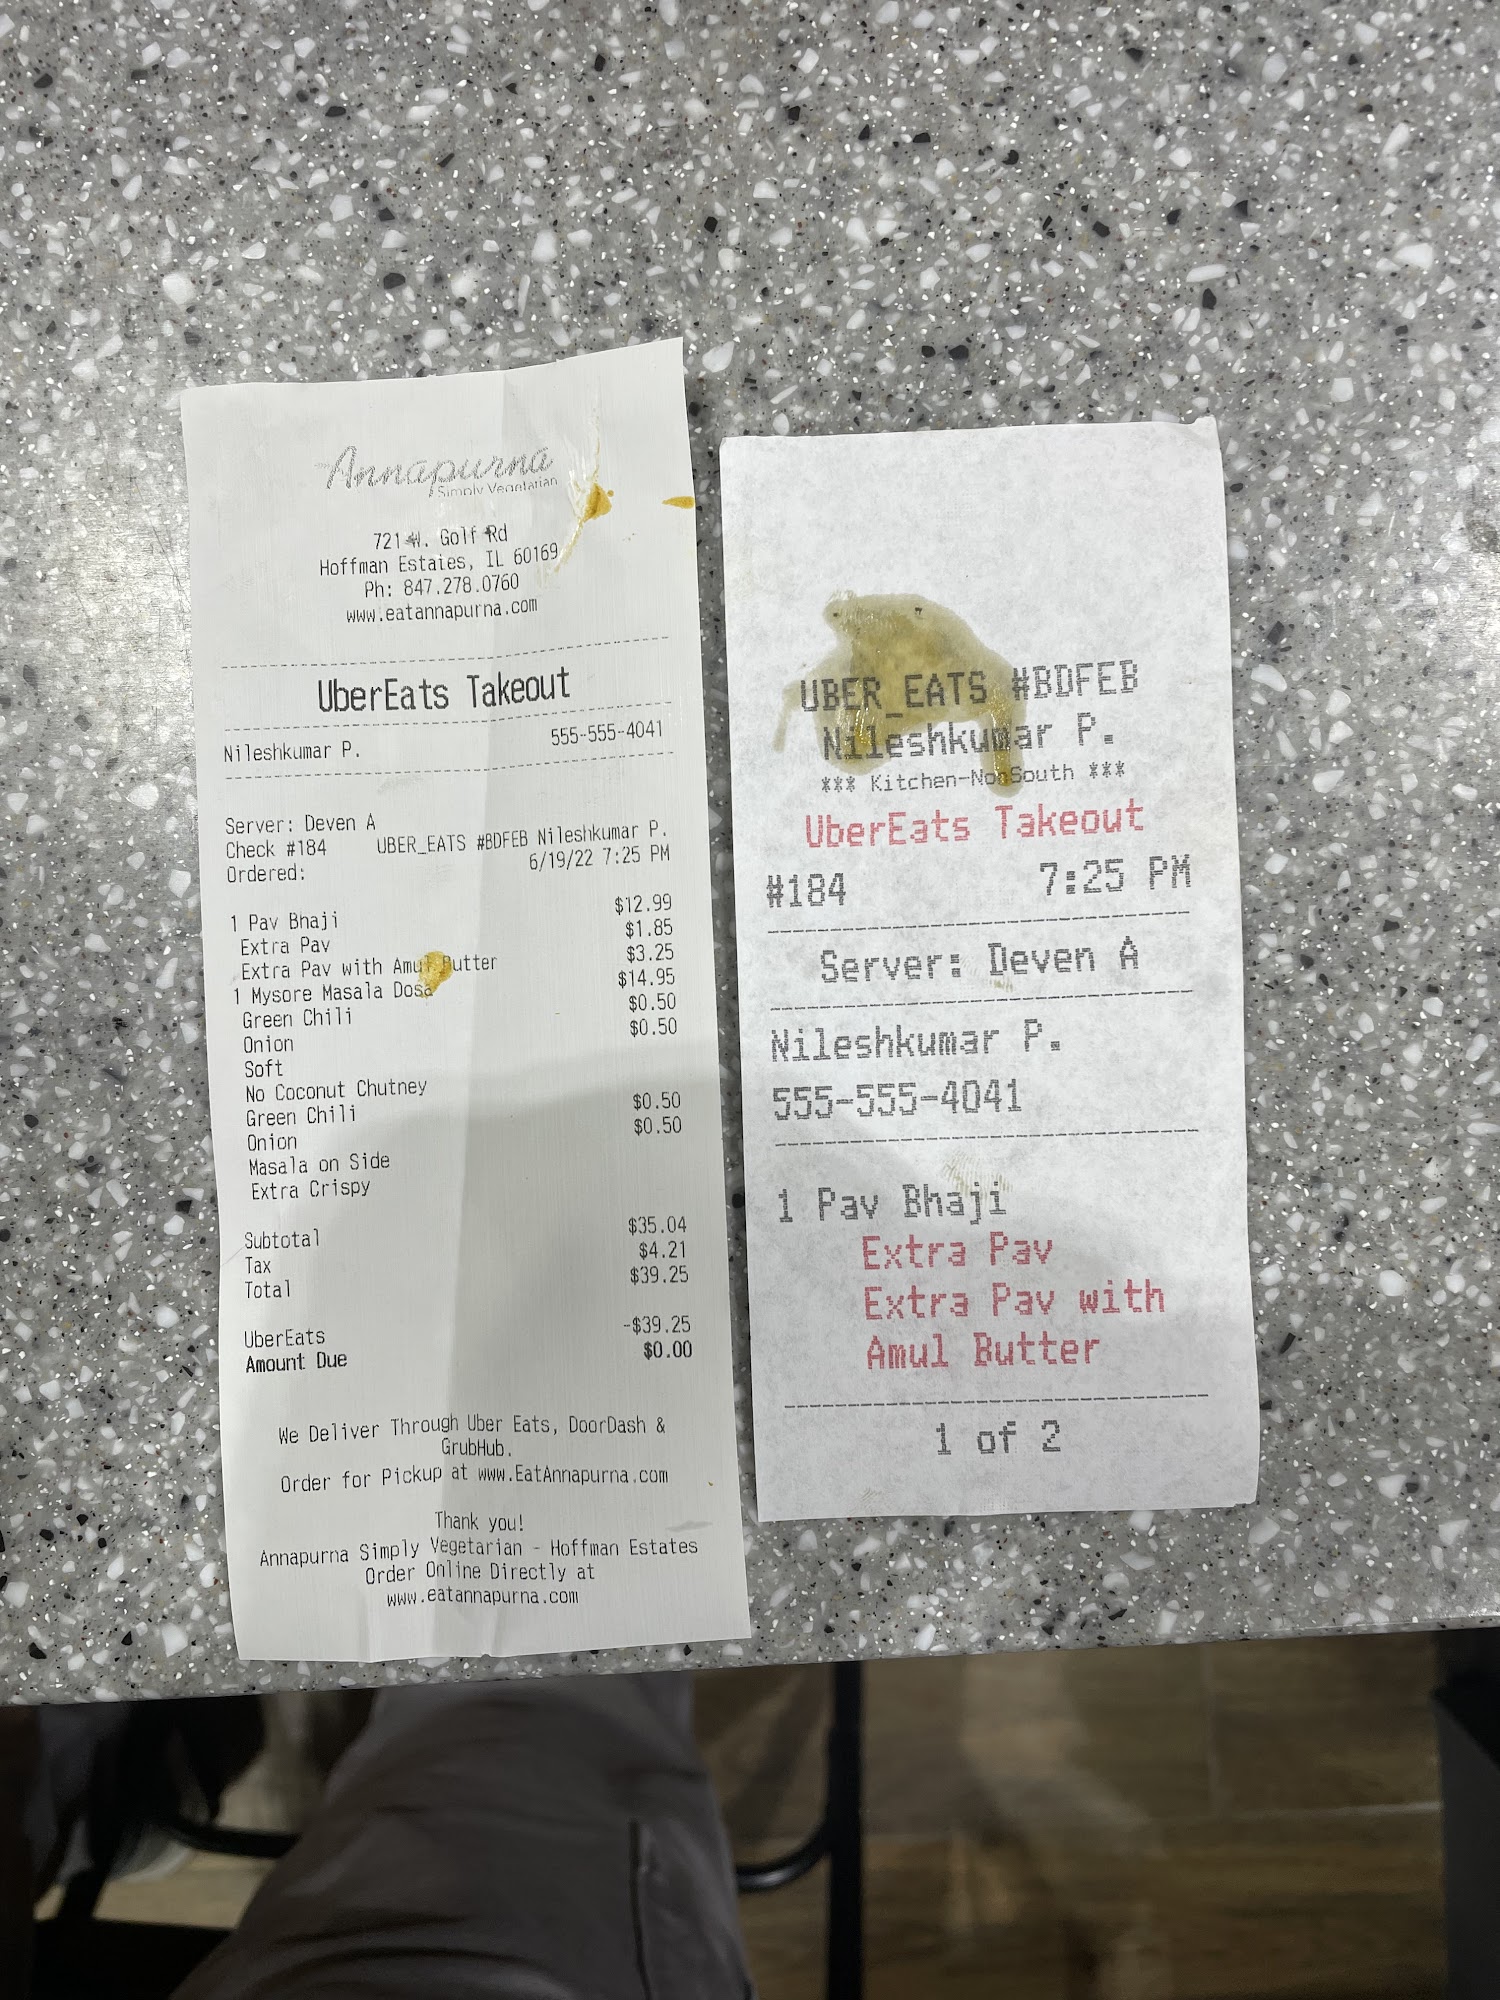 Annapurna
Simply Vegetarian
721 W. Golf Rd
Hoffman Estates, IL 60169
Ph: 847.278.0760
www.eatannapurna.com
UberEats Takeout
Nileshkumar P. 555-555-4041
Server: Deven A
Check #184 UBER_EATS #BDFEB Nileshkumar P.
Ordered: 6/19/22 7:25 PM
1 Pav Bhaji $12.99
Extra Pav $1.85
Extra Pav with Amul Butter $3.25
1 Mysore Masala Dosa $14.95
Green Chili $0.50
Onion $0.50
Soft
No Coconut Chutney
Green Chili $0.50
Onion $0.50
Masala on Side
Extra Crispy
Subtotal $35.04
Tax $4.21
Total $39.25
UberEats -$39.25
Amount Due $0.00
We Deliver Through Uber Eats, DoorDash &
GrubHub.
Order for Pickup at www.EatAnnapurna.com
Thank you!
Annapurna Simply Vegetarian - Hoffman Estates
Order Online Directly at
www.eatannapurna.com
UBER_EATS #BDFEB
Nileshkumar P.
*** Kitchen-NonSouth ***
UberEats Takeout
#184 7:25 PM
Server: Deven A
Nileshkumar P.
555-555-4041
1 Pav Bhaji
Extra Pav
Extra Pav with
Amul Butter
1 of 2